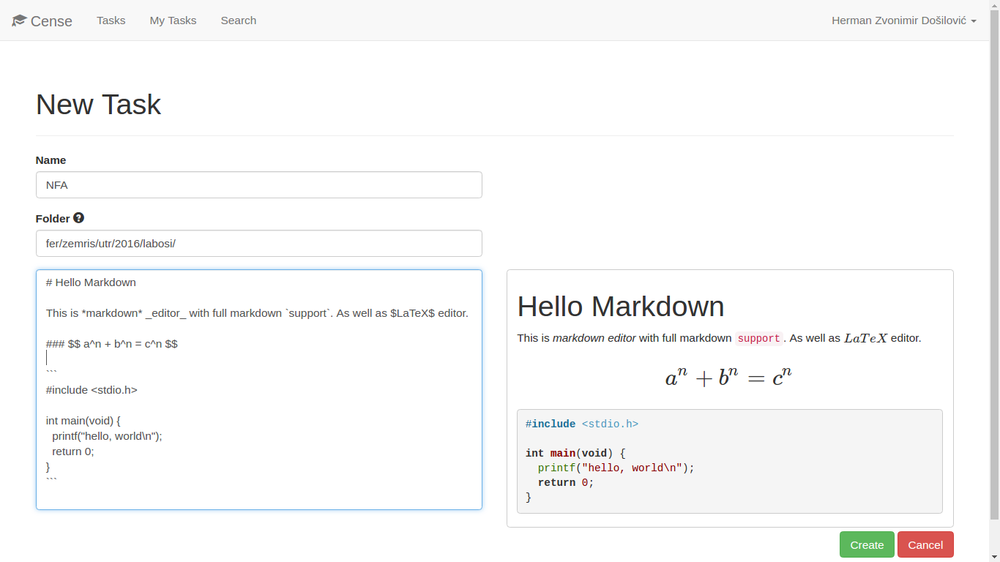 Cense Tasks My Tasks Search Herman Zvonimir Došilović
New Task
Name
NFA
Folder
fer/zemris/utr/2016/labosi/
# Hello Markdown
This is *markdown* _editor_ with full markdown `support`. As well as $LaTeX$ editor.
### $$ a^n + b^n = c^n $$
```
#include <stdio.h>
int main(void) {
  printf("hello, world\n");
  return 0;
}
```
Hello Markdown
This is markdown editor with full markdown support. As well as LaTeX editor.
aⁿ + bⁿ = cⁿ
#include <stdio.h>
int main(void) {
  printf("hello, world\n");
  return 0;
}
Create Cancel